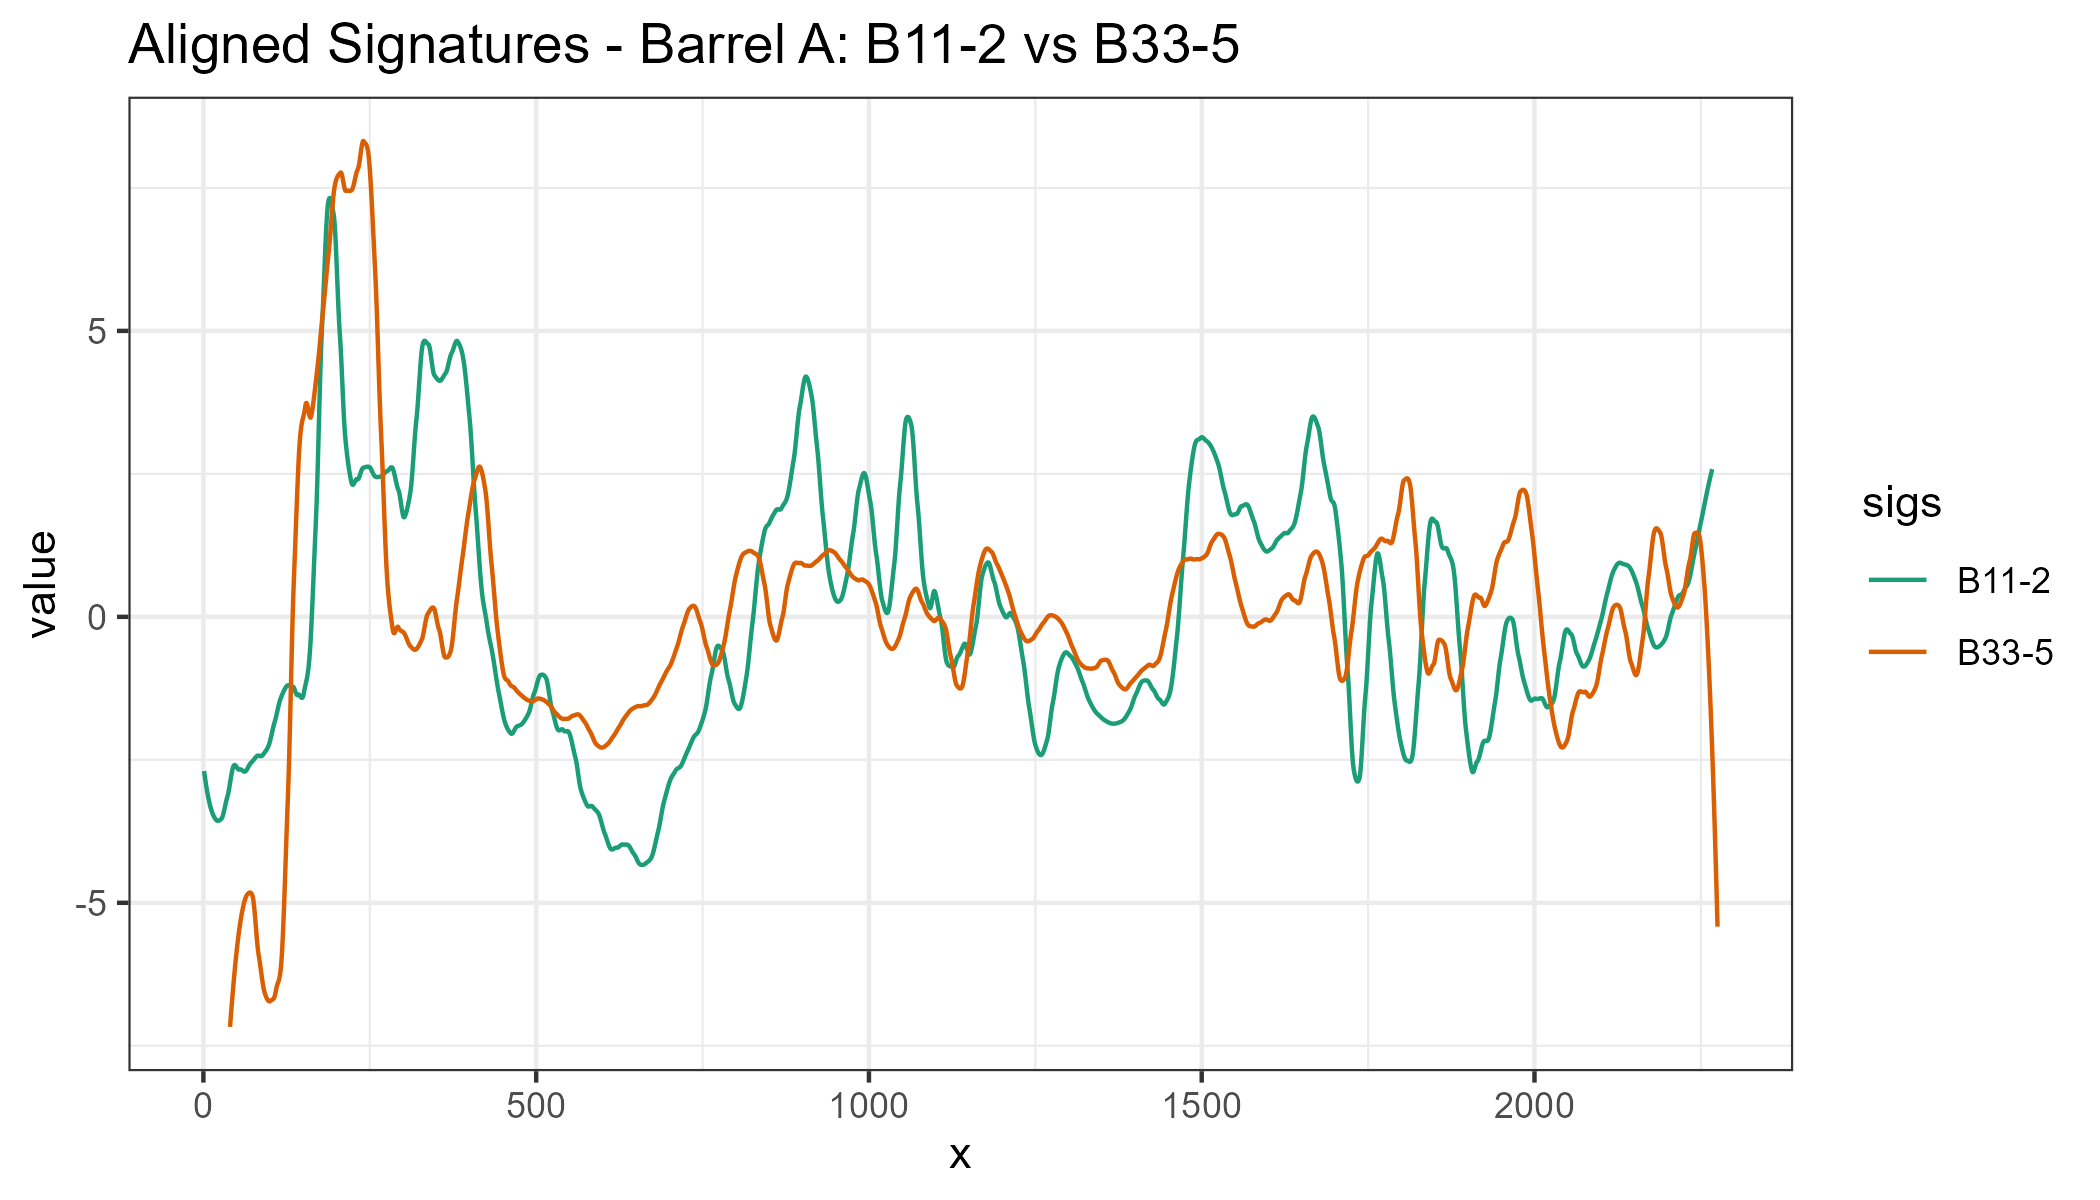 Aligned Signatures - Barrel A: B11-2 vs B33-5
value
5
0
-5
0 500 1000 1500 2000
x
sigs
B11-2
B33-5